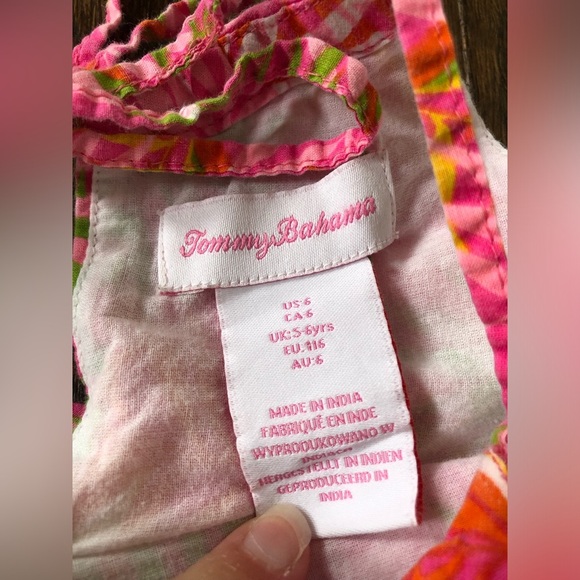 Tommy Bahama
US:6
CA:6
UK:5-6yrs
EU:116
AU:6
MADE IN INDIA
FABRIQUÉ EN INDE
WYPRODUKOWANO W
INDIACH
HERGESTELLT IN INDIEN
GEPRODUCEERD IN
INDIA